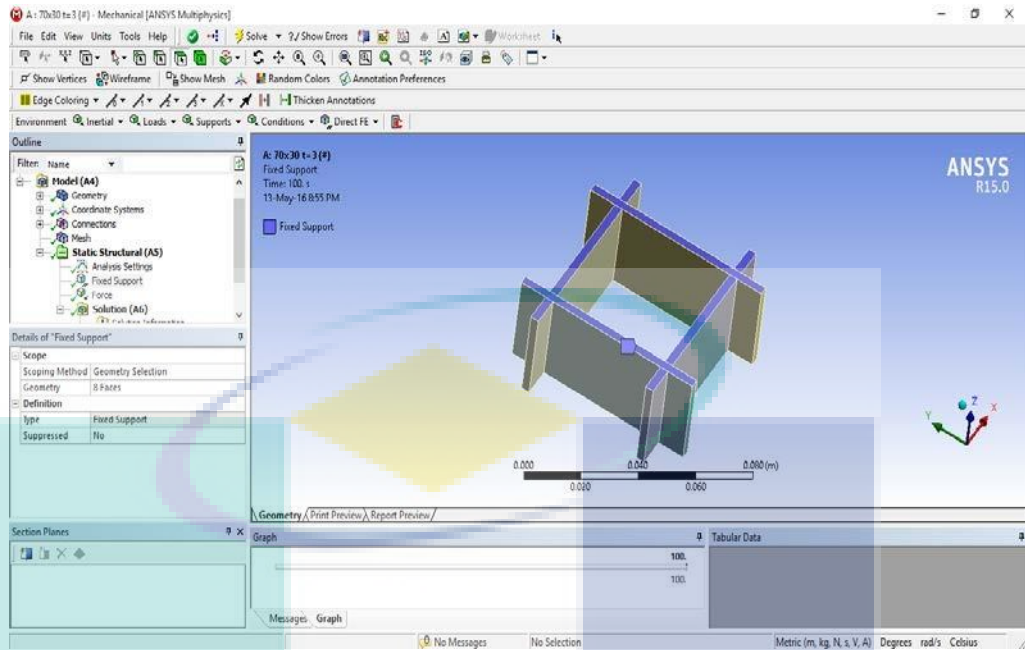 A : 70x30 t=3 (#) - Mechanical [ANSYS Multiphysics]
File Edit View Units Tools Help Solve ?/ Show Errors Worksheet
Show Vertices Wireframe Show Mesh Random Colors Annotation Preferences
Edge Coloring Thicken Annotations
Environment Inertial Loads Supports Conditions Direct FE
Outline
Filter: Name
Model (A4)
Geometry
Coordinate Systems
Connections
Mesh
Static Structural (A5)
Analysis Settings
Fixed Support
Force
Solution (A6)
Solution Information
Details of "Fixed Support"
Scope
Scoping Method Geometry Selection
Geometry 8 Faces
Definition
Type Fixed Support
Suppressed No
Section Planes
A: 70x30 t=3 (#)
Fixed Support
Time: 100. s
13-May-16 8:55 PM
Fixed Support
ANSYS
R15.0
Y Z X
0.000 0.040 0.080 (m)
0.020 0.060
Geometry Print Preview Report Preview
Graph
100.
100.
Messages Graph
Tabular Data
No Messages No Selection Metric (m, kg, N, s, V, A) Degrees rad/s Celsius